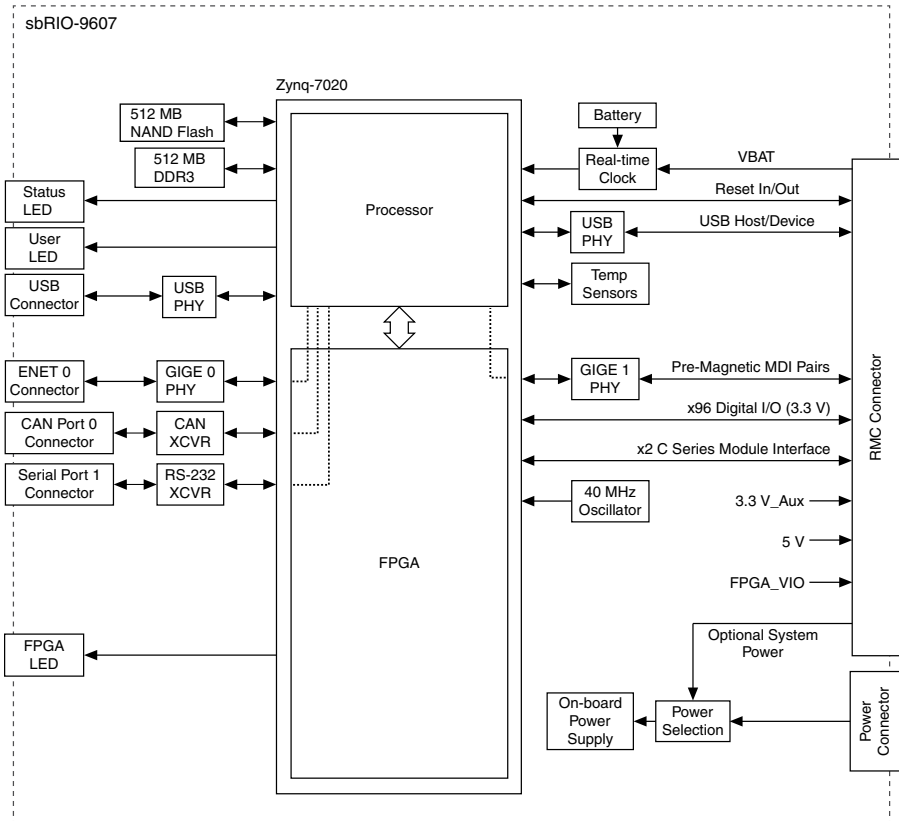 sbRIO-9607
Zynq-7020
512 MB
NAND Flash
512 MB
DDR3
Status
LED
User
LED
USB
Connector
USB
PHY
ENET 0
Connector
GIGE 0
PHY
CAN Port 0
Connector
CAN
XCVR
Serial Port 1
Connector
RS-232
XCVR
FPGA
LED
Processor
FPGA
Battery
Real-time
Clock
VBAT
Reset In/Out
USB
PHY
USB Host/Device
Temp
Sensors
GIGE 1
PHY
Pre-Magnetic MDI Pairs
x96 Digital I/O (3.3 V)
x2 C Series Module Interface
40 MHz
Oscillator
3.3 V_Aux
5 V
FPGA_VIO
RMC Connector
Optional System
Power
On-board
Power
Supply
Power
Selection
Power
Connector